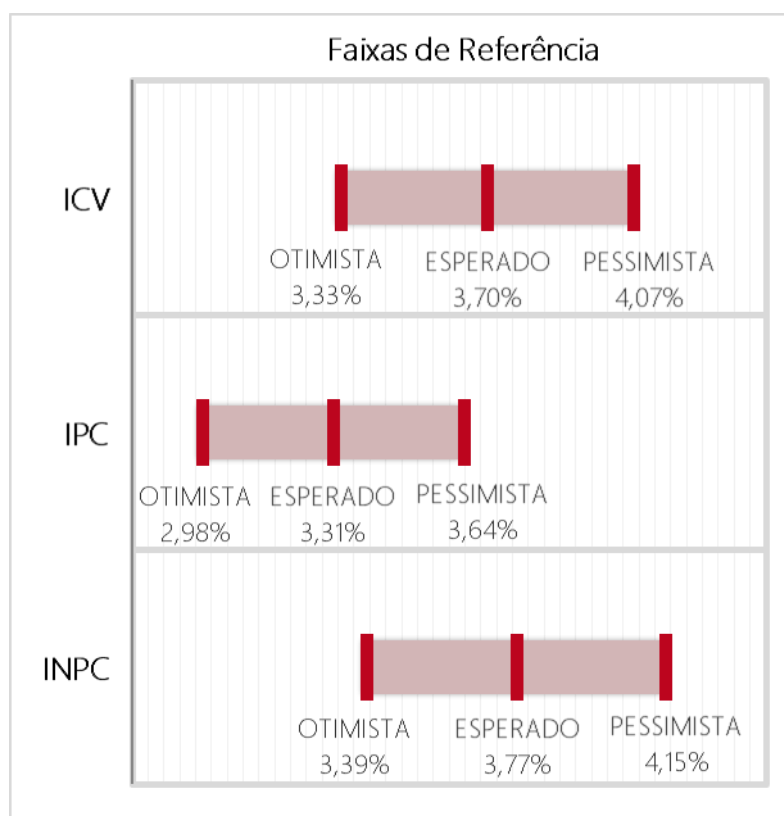 Faixas de Referência
ICV
OTIMISTA ESPERADO PESSIMISTA
3,33% 3,70% 4,07%
IPC
OTIMISTA ESPERADO PESSIMISTA
2,98% 3,31% 3,64%
INPC
OTIMISTA ESPERADO PESSIMISTA
3,39% 3,77% 4,15%